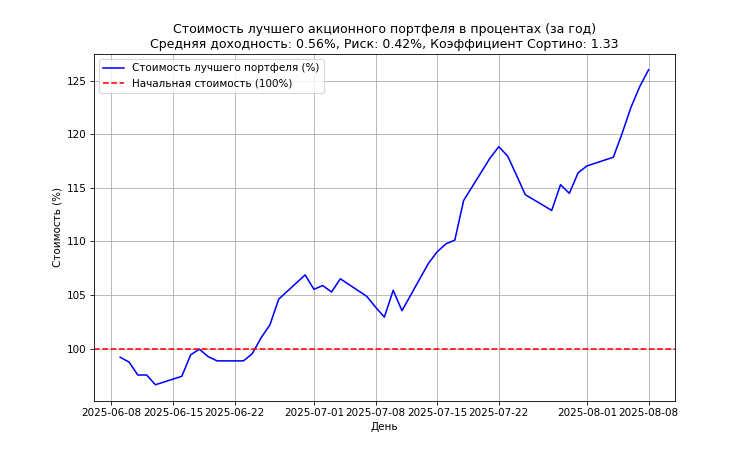 Стоимость лучшего акционного портфеля в процентах (за год)
Средняя доходность: 0.56%, Риск: 0.42%, Коэффициент Сортино: 1.33
Стоимость лучшего портфеля (%)
Начальная стоимость (100%)
Стоимость (%)
125
120
115
110
105
100
2025-06-08 2025-06-15 2025-06-22 2025-07-01 2025-07-08 2025-07-15 2025-07-22 2025-08-01 2025-08-08
День